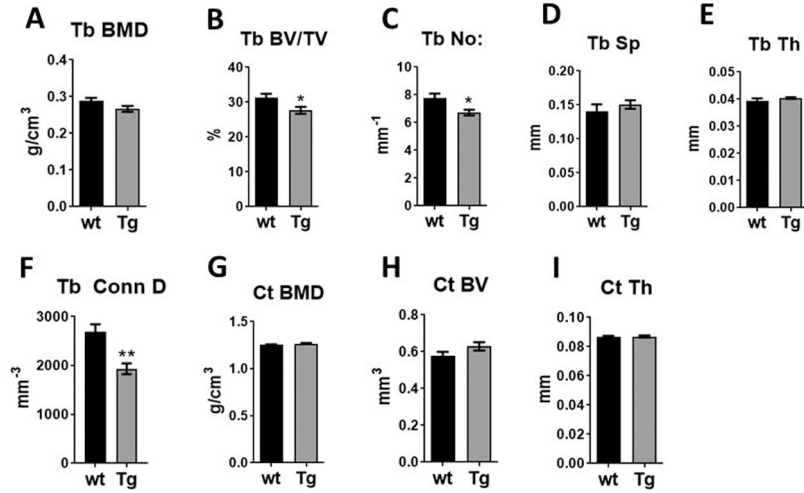 A
Tb BMD
g/cm3
0.4
0.3
0.2
0.1
0.0
wt Tg
B
Tb BV/TV
%
40
30
20
10
0
*
wt Tg
C
Tb No:
mm-1
10
8
6
4
2
0
*
wt Tg
D
Tb Sp
mm
0.20
0.15
0.10
0.05
0.00
wt Tg
E
Tb Th
mm
0.05
0.04
0.03
0.02
0.01
0.00
wt Tg
F
Tb Conn D
mm-3
3000
2000
1000
0
**
wt Tg
G
Ct BMD
g/cm3
1.5
1.0
0.5
0.0
wt Tg
H
Ct BV
mm3
0.8
0.6
0.4
0.2
0.0
wt Tg
I
Ct Th
mm
0.10
0.08
0.06
0.04
0.02
0.00
wt Tg